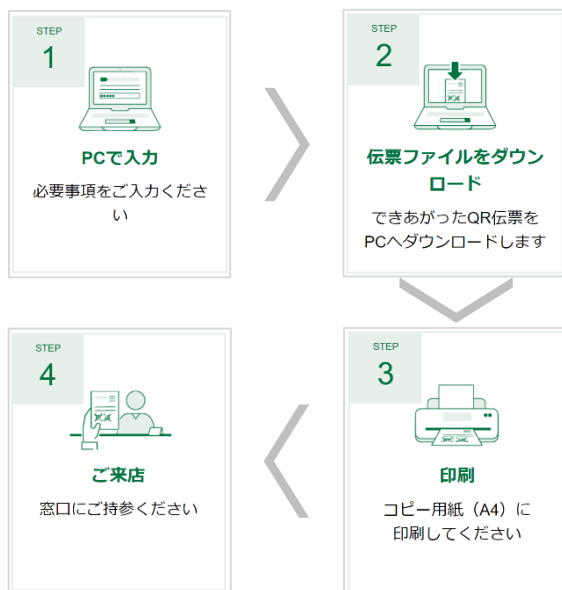 STEP
1
PCで入力
必要事項をご入力くださ
い
STEP
2
伝票ファイルをダウン
ロード
できあがったQR伝票を
PCへダウンロードします
STEP
3
印刷
コピー用紙（A4）に
印刷してください
STEP
4
ご来店
窓口にご持参ください